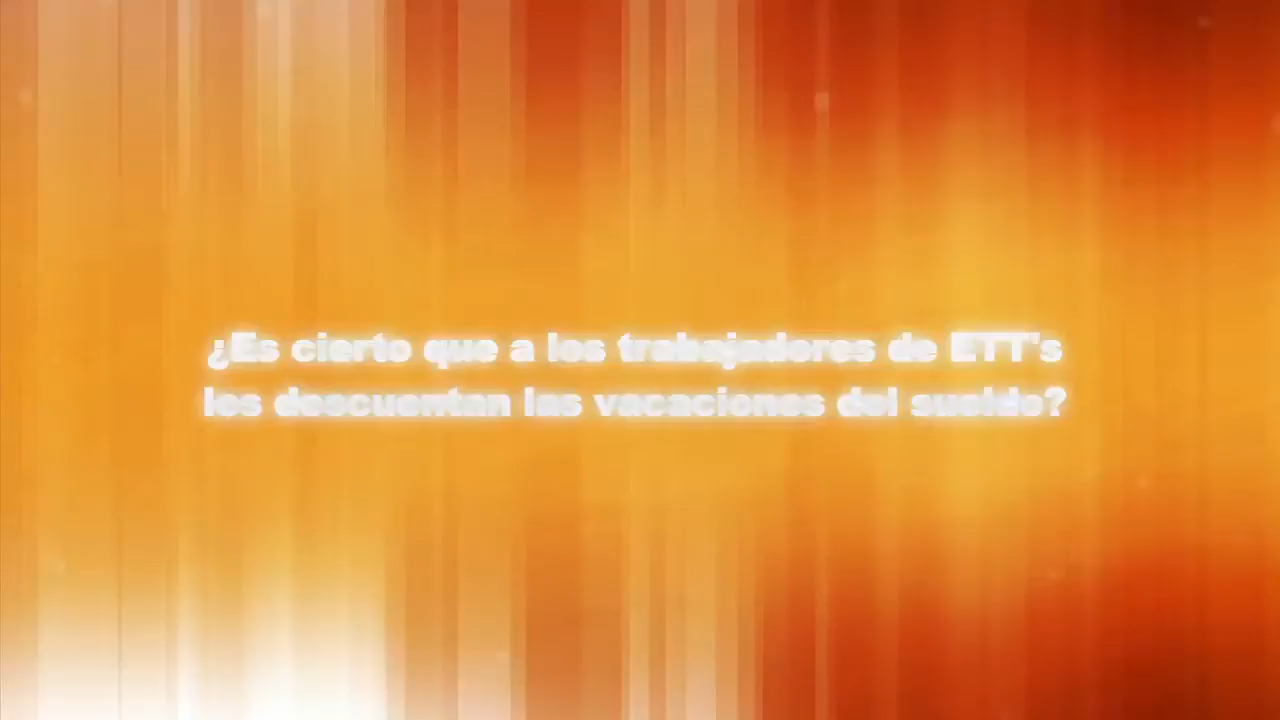 ¿Es cierto que a los trabajadores de ETT's
les descuentan las vacaciones del sueldo?